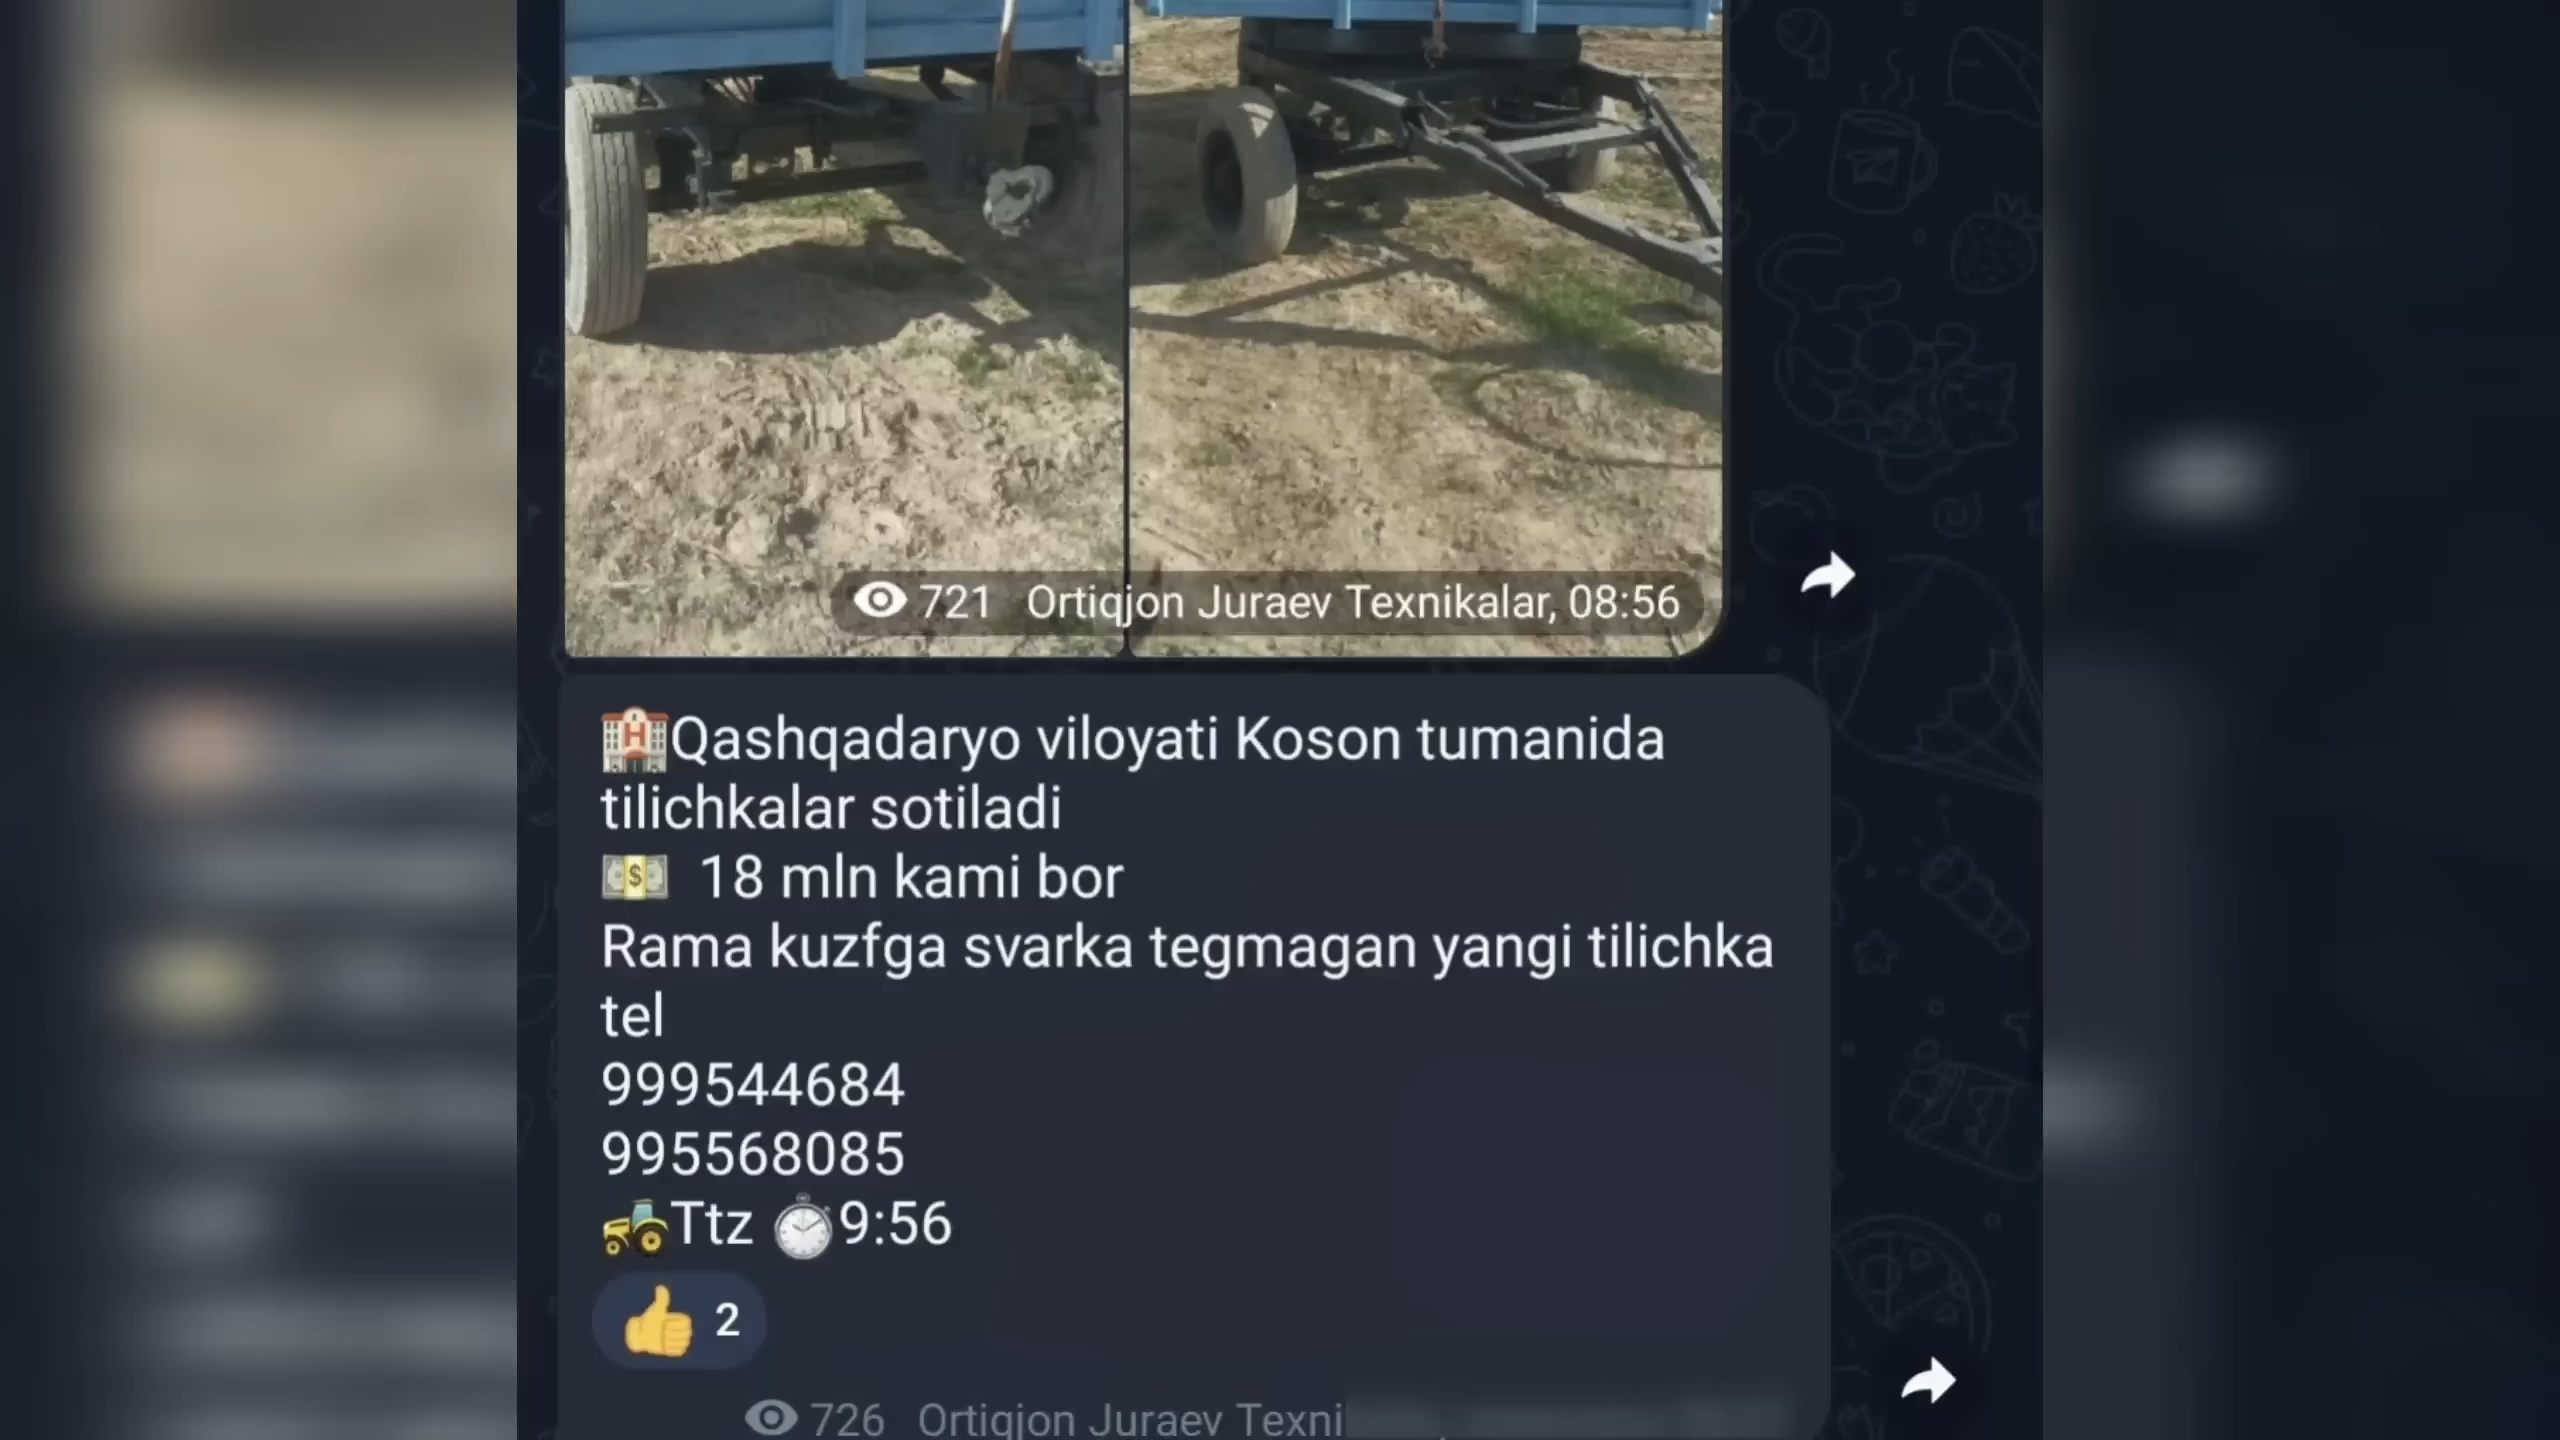 721 Ortiqjon Juraev Texnikalar, 08:56
Qashqadaryo viloyati Koson tumanida
tilichkalar sotiladi
18 mln kami bor
Rama kuzfga svarka tegmagan yangi tilichka
tel
999544684
995568085
Ttz 9:56
2
726 Ortiqjon Juraev